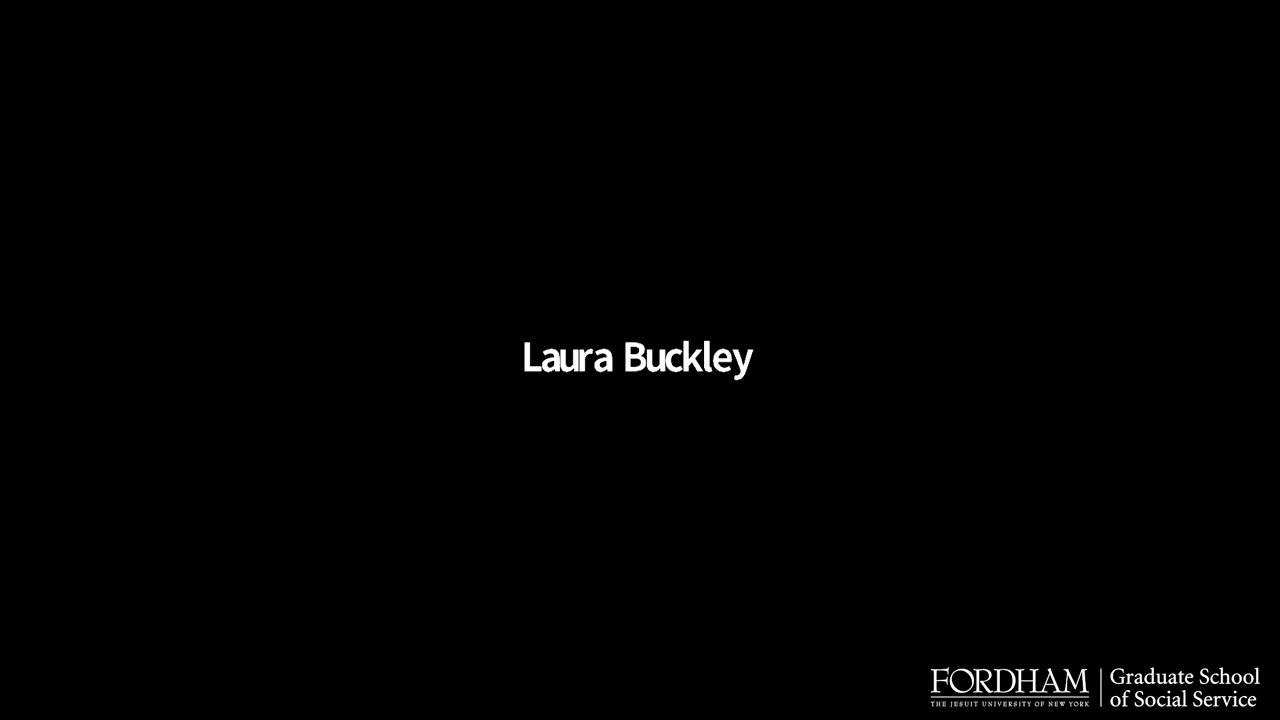 Laura Buckley
FORDHAM
THE JESUIT UNIVERSITY OF NEW YORK
Graduate School
of Social Service